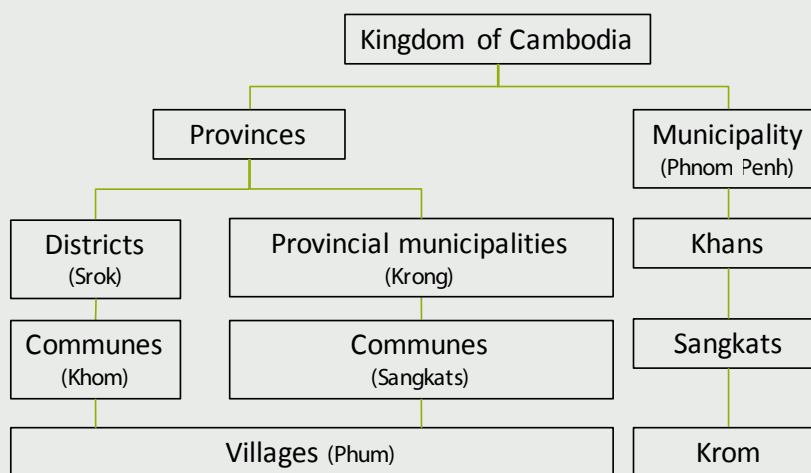 Kingdom of Cambodia
Provinces
Municipality
(Phnom Penh)
Districts
(Srok)
Provincial municipalities
(Krong)
Khans
Communes
(Khom)
Communes
(Sangkats)
Sangkats
Villages (Phum)
Krom